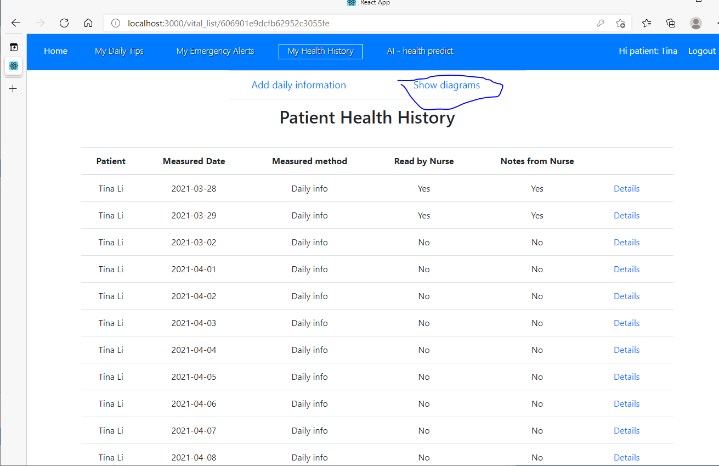 React App
localhost:3000/vital_list/606901e9dcfb62952c3055fe
Home My Daily Tips My Emergency Alerts My Health History AI - health predict Hi patient: Tina Logout
Add daily information Show diagrams
Patient Health History
Patient Measured Date Measured method Read by Nurse Notes from Nurse
Tina Li 2021-03-28 Daily info Yes Yes Details
Tina Li 2021-03-29 Daily info Yes Yes Details
Tina Li 2021-03-02 Daily info No No Details
Tina Li 2021-04-01 Daily info No No Details
Tina Li 2021-04-02 Daily info No No Details
Tina Li 2021-04-03 Daily info No No Details
Tina Li 2021-04-04 Daily info No No Details
Tina Li 2021-04-05 Daily info No No Details
Tina Li 2021-04-06 Daily info No No Details
Tina Li 2021-04-07 Daily info No No Details
Tina Li 2021-04-08 Daily info No No Details